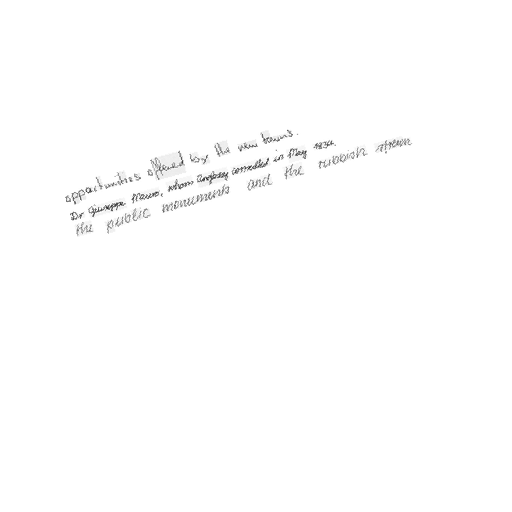 opportunities offered by the new towns.
Dr Giuseppe Mauro, whom Zngbay consulted in May 1834.
the public monuments and the rubbish strewn